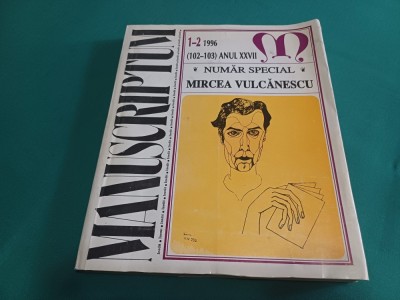 MANUSCRIPTUM
1-2 1996
(102-103) ANUL XXVII
M
* NUMĂR SPECIAL *
MIRCEA VULCĂNESCU